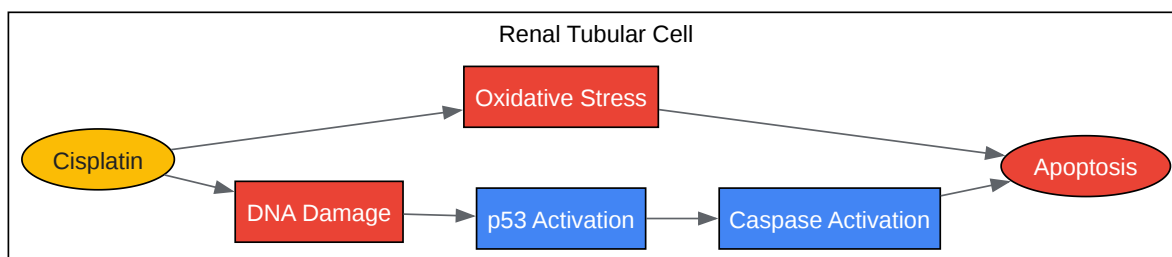 Renal Tubular Cell
Oxidative Stress
Cisplatin
Apoptosis
DNA Damage
p53 Activation
Caspase Activation